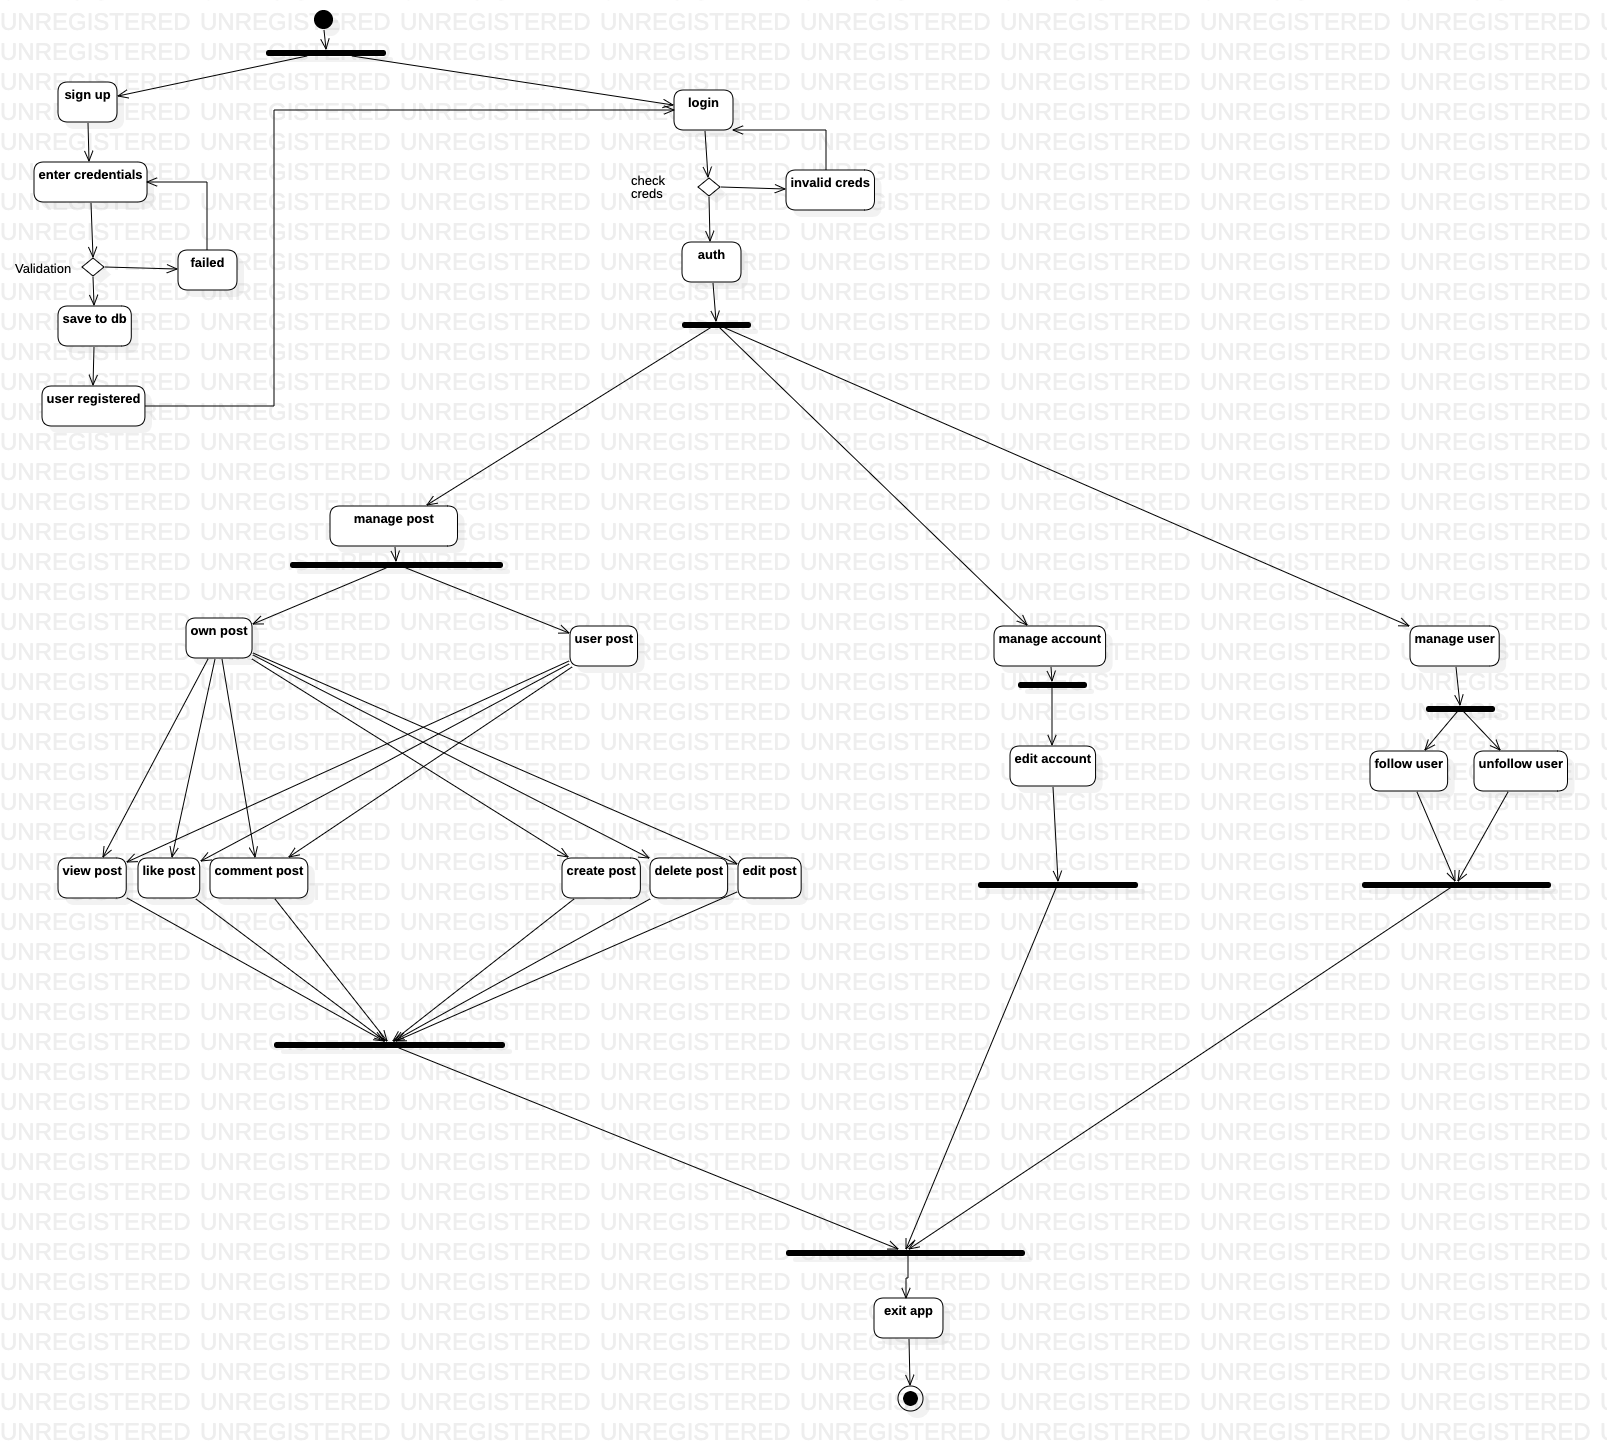 sign up
login
enter credentials
check
creds
invalid creds
Validation
failed
auth
save to db
user registered
manage post
own post
user post
manage account
manage user
edit account
follow user
unfollow user
view post
like post
comment post
create post
delete post
edit post
exit app
UNREGISTERED